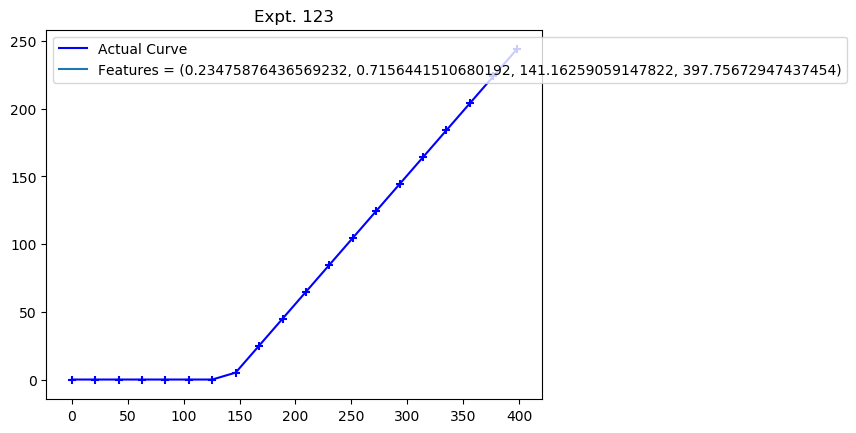 Expt. 123
Actual Curve
Features = (0.23475876436569232, 0.7156441510680192, 141.16259059147822, 397.75672947437454)
250
200
150
100
50
0
0 50 100 150 200 250 300 350 400